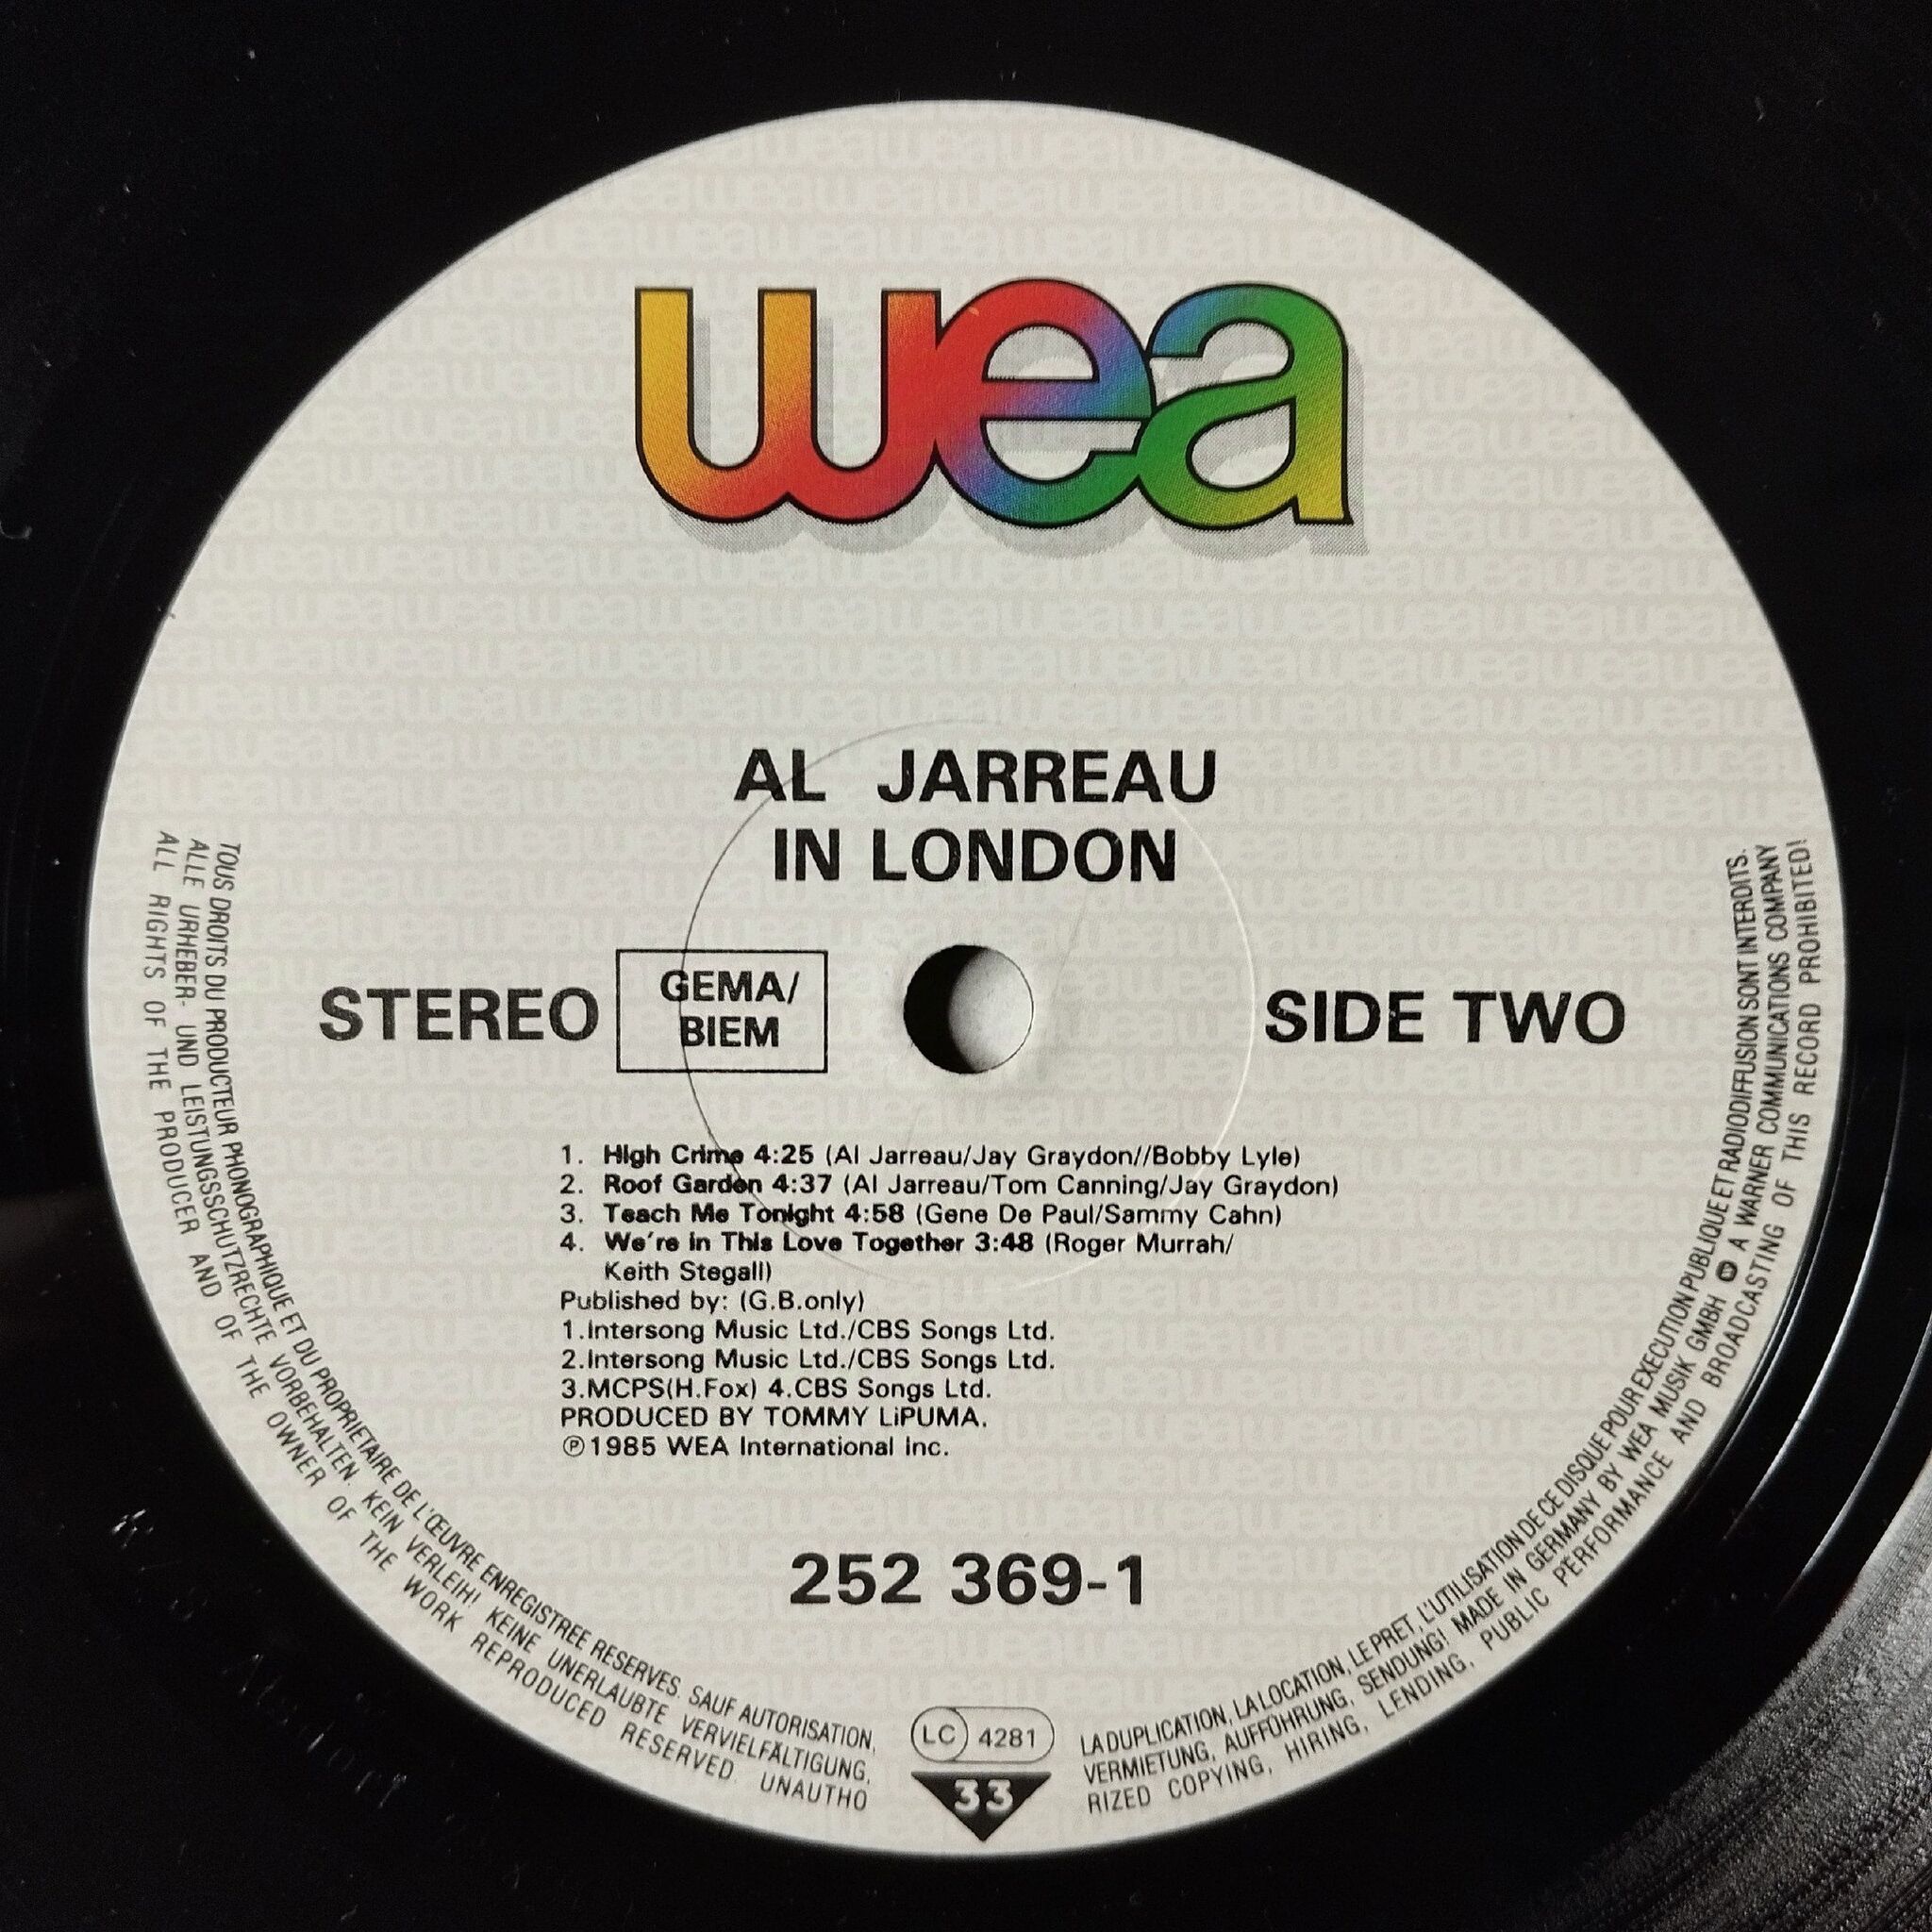 wea
AL JARREAU
IN LONDON
STEREO
GEMA/
BIEM
SIDE TWO
1. High Crime 4:25 (Al Jarreau/Jay Graydon//Bobby Lyle)
2. Roof Garden 4:37 (Al Jarreau/Tom Canning/Jay Graydon)
3. Teach Me Tonight 4:58 (Gene De Paul/Sammy Cahn)
4. We're in This Love Together 3:48 (Roger Murrah/
Keith Stegall)
Published by: (G.B.only)
1.Intersong Music Ltd./CBS Songs Ltd.
2.Intersong Music Ltd./CBS Songs Ltd.
3.MCPS(H.Fox) 4.CBS Songs Ltd.
PRODUCED BY TOMMY LiPUMA.
℗1985 WEA International Inc.
252 369-1
TOUS DROITS DU PRODUCTEUR PHONOGRAPHIQUE ET DU PROPRIETAIRE DE L'ŒUVRE ENREGISTREE RESERVES. SAUF AUTORISATION, LA DUPLICATION, LA LOCATION, LE PRET, L'UTILISATION DE CE DISQUE POUR EXECUTION PUBLIQUE ET RADIODIFFUSION SONT INTERDITS.
ALLE URHEBER- UND LEISTUNGSSCHUTZRECHTE VORBEHALTEN. KEIN VERLEIH! KEINE UNERLAUBTE VERVIELFÄLTIGUNG, VERMIETUNG, AUFFÜHRUNG, SENDUNG! MADE IN GERMANY BY WEA MUSIK GMBH A WARNER COMMUNICATIONS COMPANY
ALL RIGHTS OF THE PRODUCER AND OF THE OWNER OF THE WORK REPRODUCED RESERVED. UNAUTHORIZED COPYING, HIRING, LENDING, PUBLIC PERFORMANCE AND BROADCASTING OF THIS RECORD PROHIBITED!
LC 4281
33